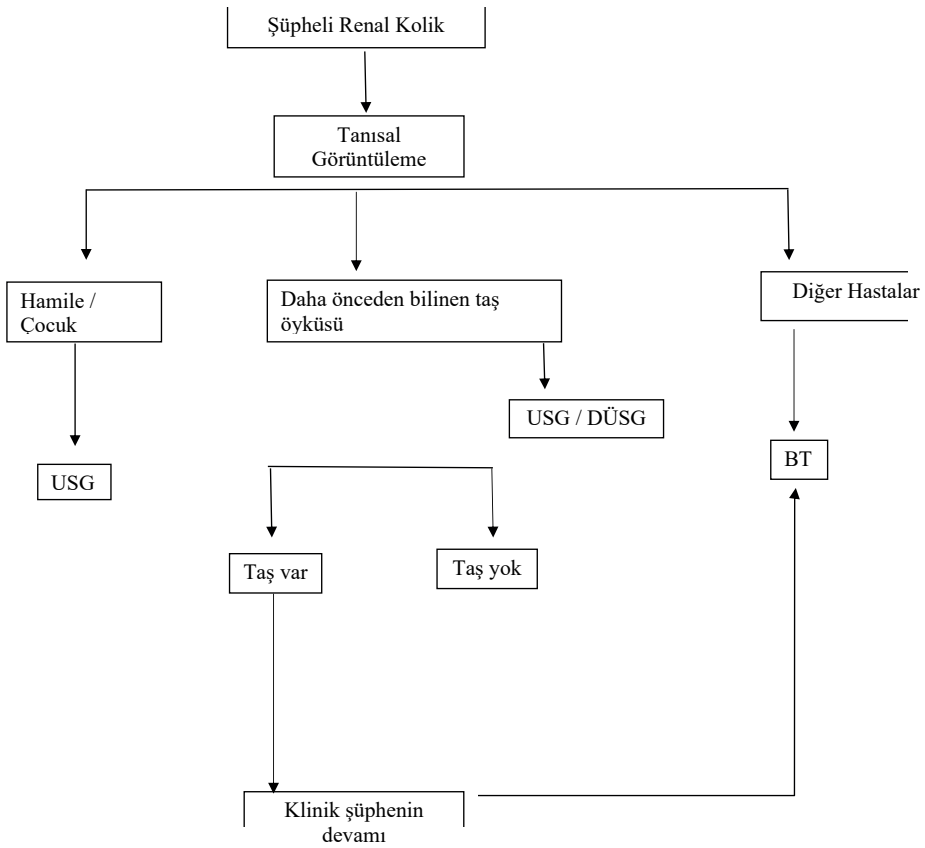 Şüpheli Renal Kolik
Tanısal
Görüntüleme
Hamile /
Çocuk
Daha önceden bilinen taş
öyküsü
Diğer Hastalar
USG / DÜSG
USG
BT
Taş var
Taş yok
Klinik şüphenin
devamı